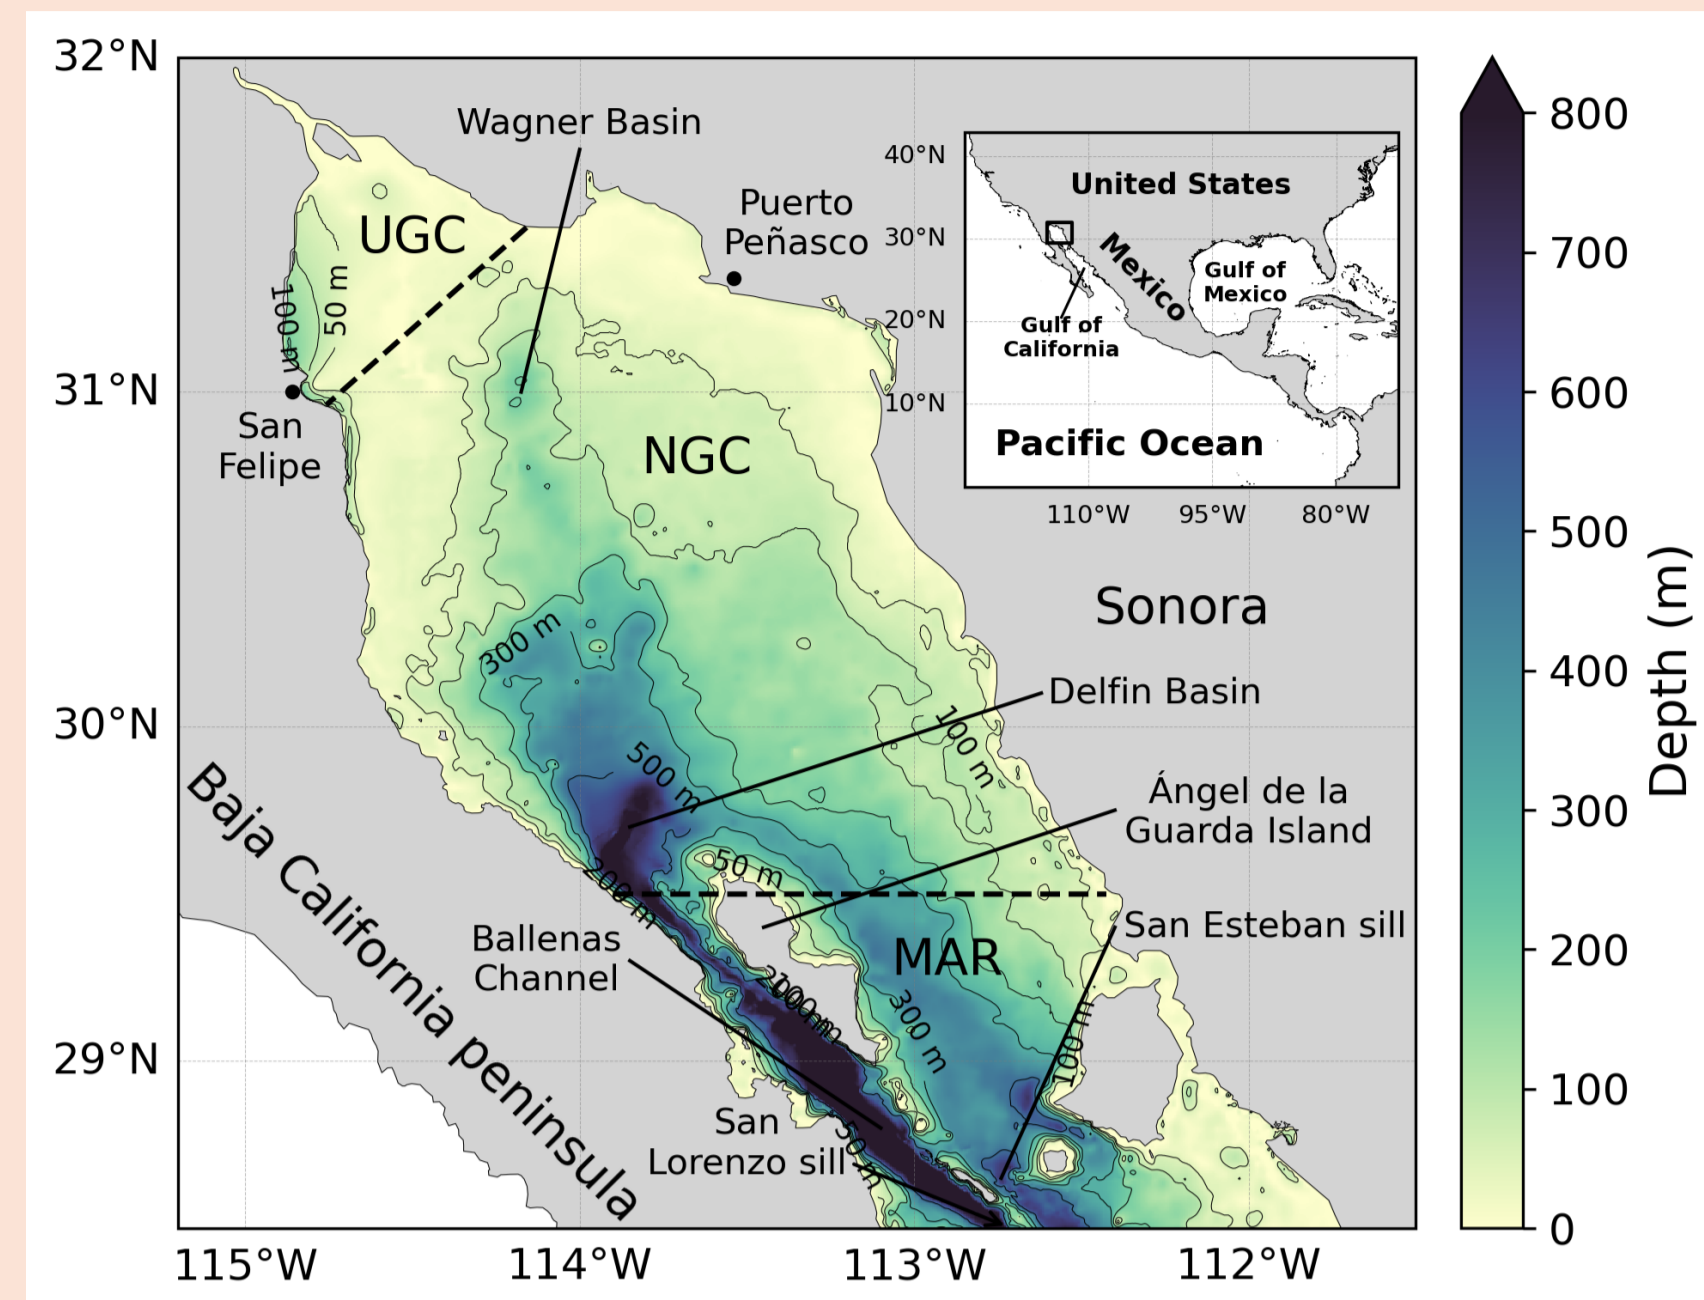 32°N
31°N
30°N
29°N
115°W
114°W
113°W
112°W
Wagner Basin
UGC
Puerto
Peñasco
50 m
100 m
San
Felipe
NGC
300 m
Sonora
Delfin Basin
100 m
500 m
Ángel de la
Guarda Island
50 m
200 m
San Esteban sill
Ballenas
Channel
MAR
300 m
100 m
Baja California peninsula
San
Lorenzo sill
50 m
40°N
30°N
20°N
10°N
110°W
95°W
80°W
United States
Mexico
Gulf of
Mexico
Gulf of
California
Pacific Ocean
800
700
600
500
400
300
200
100
0
Depth (m)